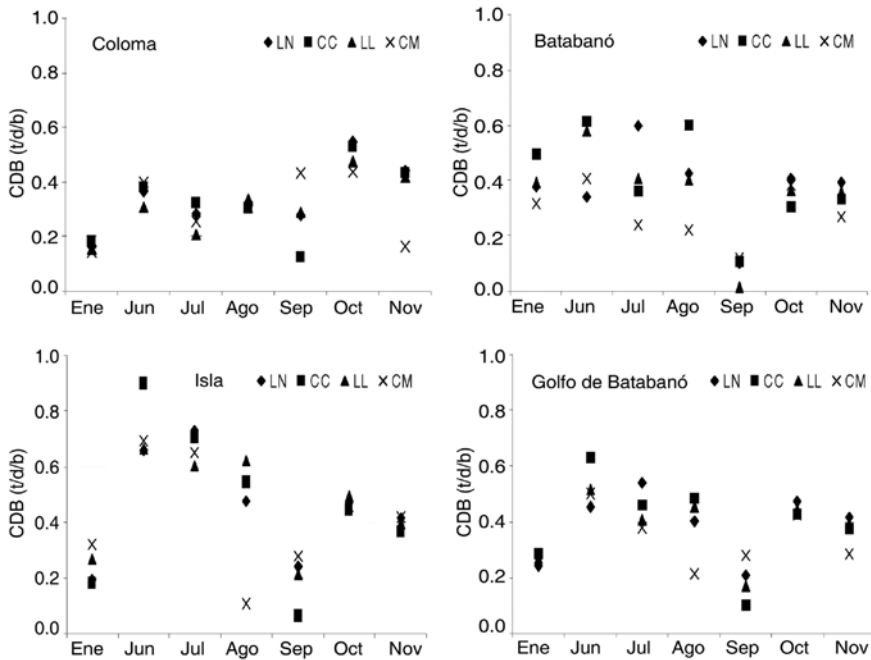 Coloma
LN CC LL CM
CDB (t/d/b)
1.0
0.8
0.6
0.4
0.2
0.0
Ene Jun Jul Ago Sep Oct Nov
Batabanó
LN CC LL CM
CDB (t/d/b)
1.0
0.8
0.6
0.4
0.2
0.0
Ene Jun Jul Ago Sep Oct Nov
Isla
LN CC LL CM
CDB (t/d/b)
1.0
0.8
0.6
0.4
0.2
0.0
Ene Jun Jul Ago Sep Oct Nov
Golfo de Batabanó
LN CC LL CM
CDB (t/d/b)
1.0
0.8
0.6
0.4
0.2
0.0
Ene Jun Jul Ago Sep Oct Nov